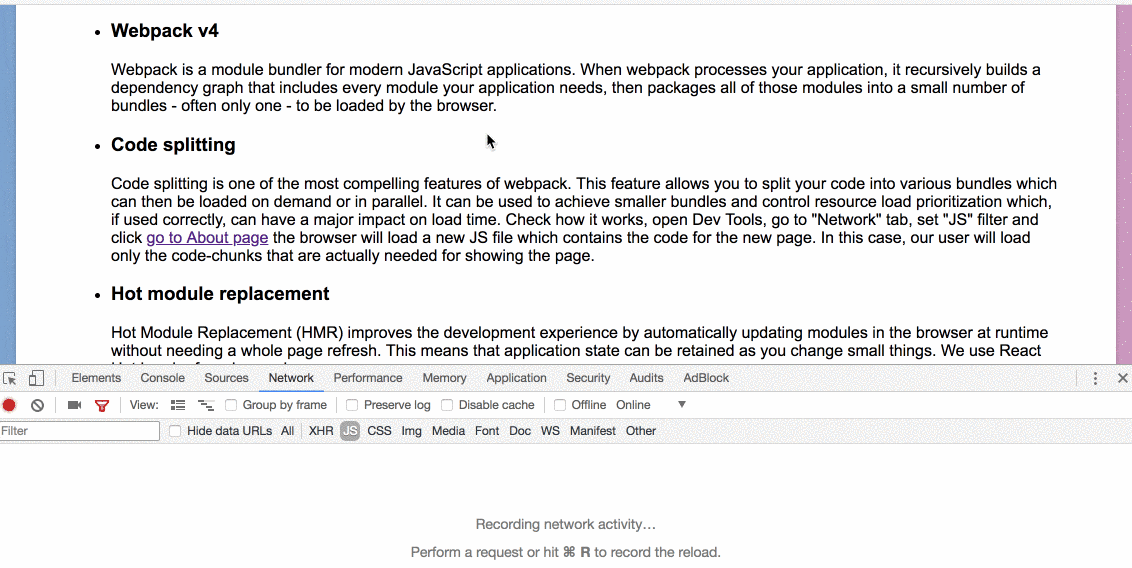 Webpack v4
Webpack is a module bundler for modern JavaScript applications. When webpack processes your application, it recursively builds a
dependency graph that includes every module your application needs, then packages all of those modules into a small number of
bundles - often only one - to be loaded by the browser.
Code splitting
Code splitting is one of the most compelling features of webpack. This feature allows you to split your code into various bundles which
can then be loaded on demand or in parallel. It can be used to achieve smaller bundles and control resource load prioritization which,
if used correctly, can have a major impact on load time. Check how it works, open Dev Tools, go to "Network" tab, set "JS" filter and
click go to About page the browser will load a new JS file which contains the code for the new page. In this case, our user will load
only the code-chunks that are actually needed for showing the page.
Hot module replacement
Hot Module Replacement (HMR) improves the development experience by automatically updating modules in the browser at runtime
without needing a whole page refresh. This means that application state can be retained as you change small things. We use React
Elements Console Sources Network Performance Memory Application Security Audits AdBlock
View: Group by frame Preserve log Disable cache Offline Online
Filter Hide data URLs All XHR JS CSS Img Media Font Doc WS Manifest Other
Recording network activity…
Perform a request or hit ⌘ R to record the reload.